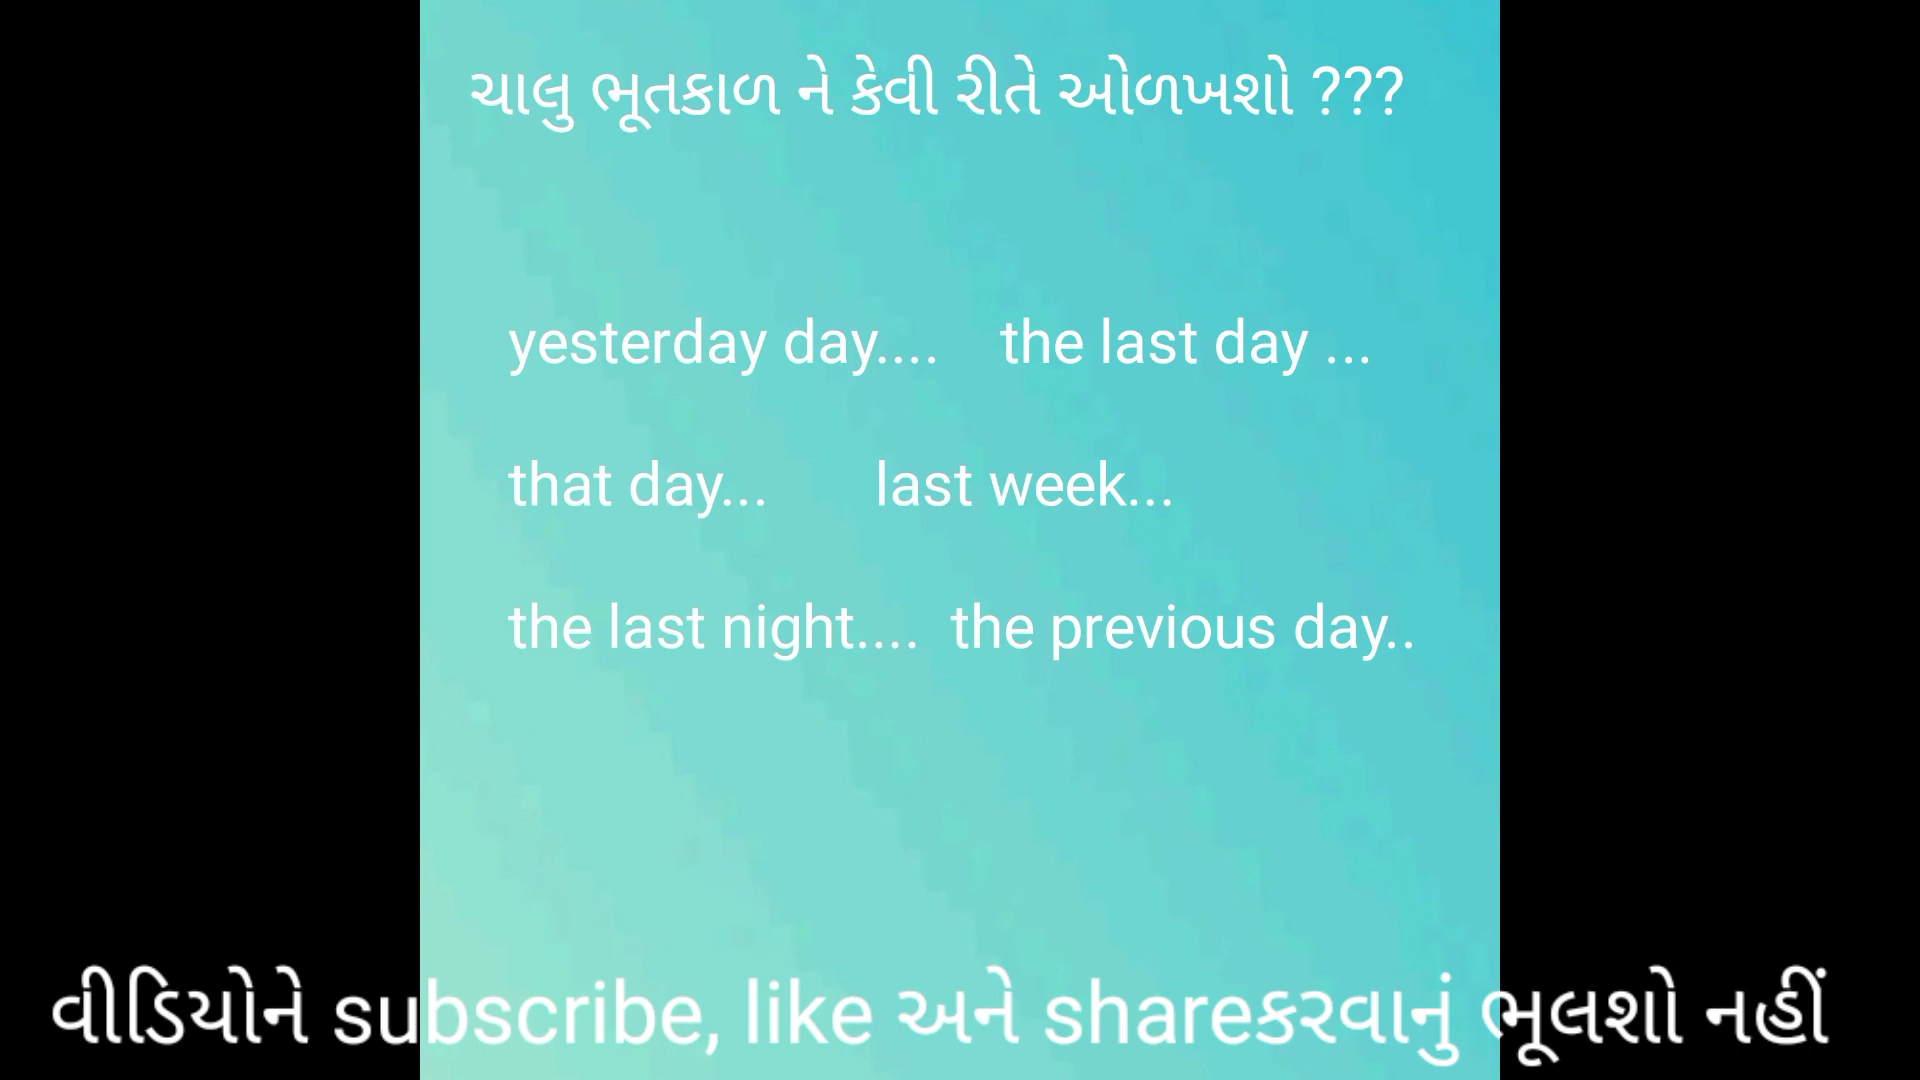 ચાલુ ભૂતકાળ ને કેવી રીતે ઓળખશો ???
yesterday day.... the last day ...
that day... last week...
the last night.... the previous day..
વીડિયોને subscribe, like અને shareકરવાનું ભૂલશો નહીં